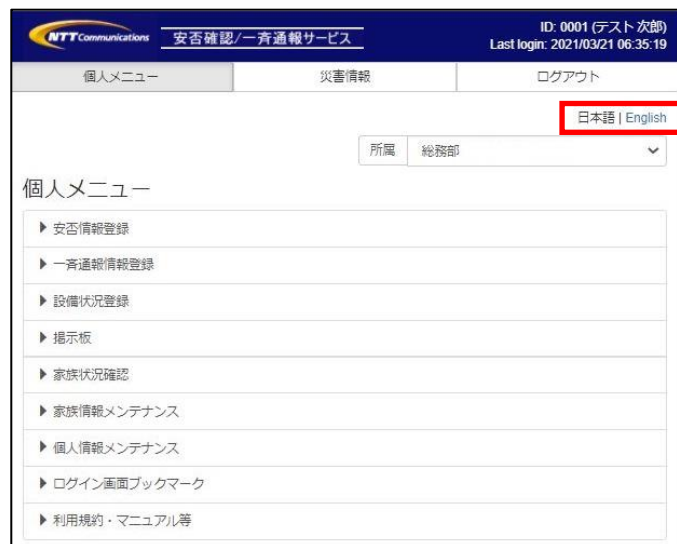 NTT Communications 安否確認/一斉通報サービス
ID: 0001 (テスト 次郎)
Last login: 2021/03/21 06:35:19
個人メニュー 災害情報 ログアウト
日本語 | English
所属 総務部
個人メニュー
安否情報登録
一斉通報情報登録
設備状況登録
掲示板
家族状況確認
家族情報メンテナンス
個人情報メンテナンス
ログイン画面ブックマーク
利用規約・マニュアル等